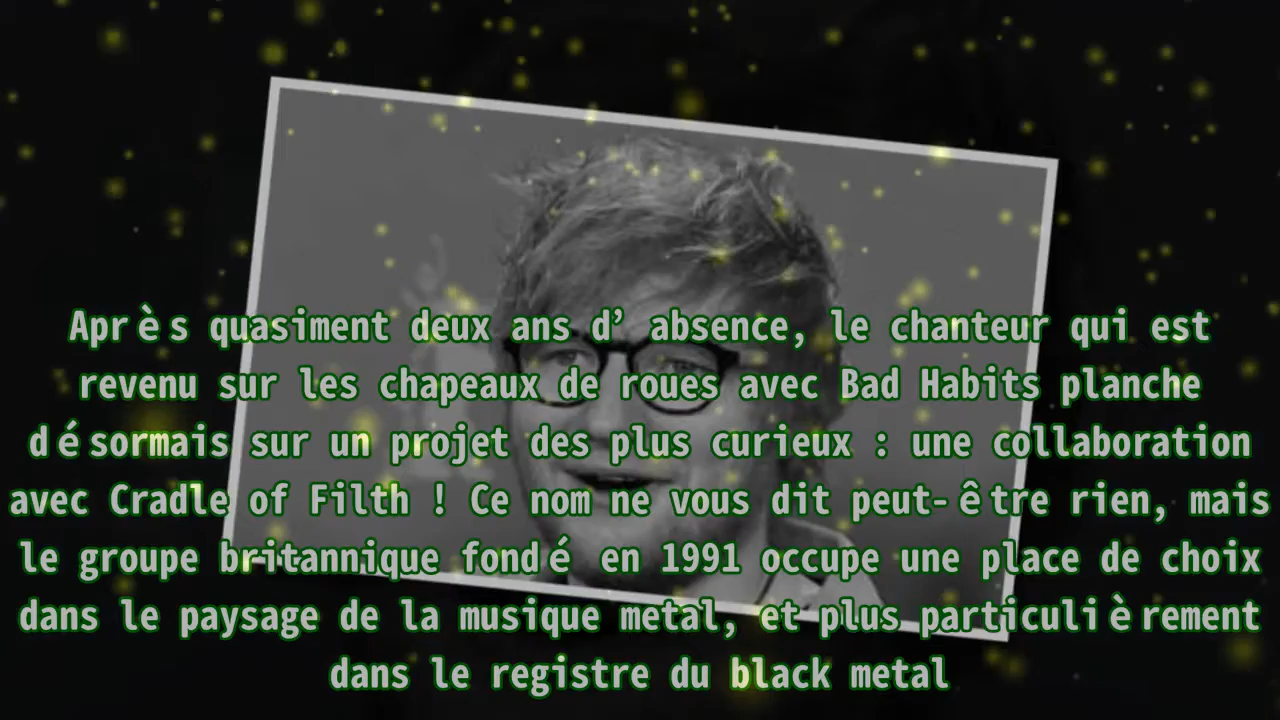 Après quasiment deux ans d’ absence, le chanteur qui est
revenu sur les chapeaux de roues avec Bad Habits planche
désormais sur un projet des plus curieux : une collaboration
avec Cradle of Filth ! Ce nom ne vous dit peut-être rien, mais
le groupe britannique fondé en 1991 occupe une place de choix
dans le paysage de la musique metal, et plus particulièrement
dans le registre du black metal